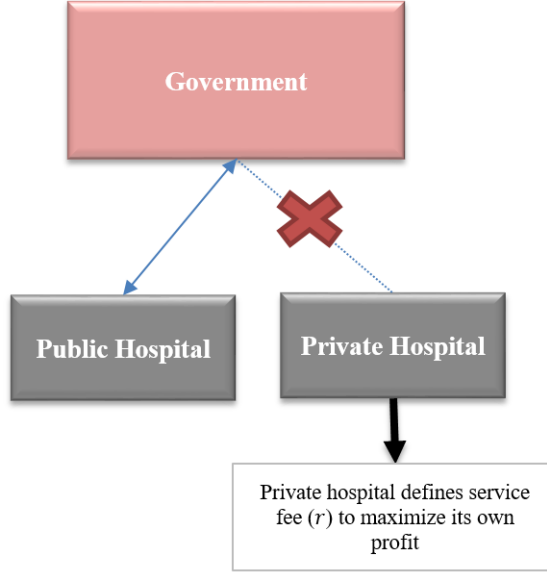 Government
Public Hospital
Private Hospital
Private hospital defines service
fee (r) to maximize its own
profit